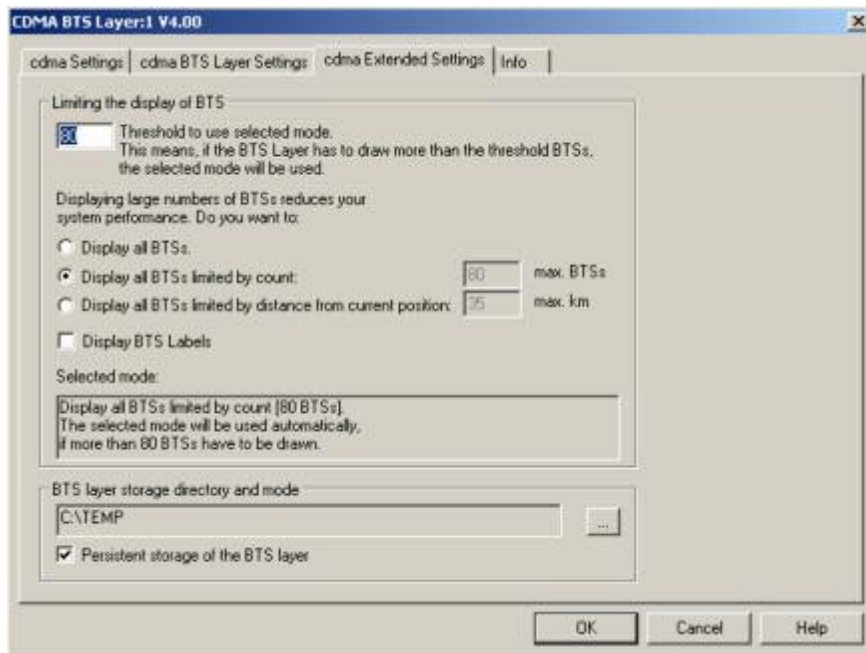 CDMA BTS Layer:1 V4.00
cdma Settings
cdma BTS Layer Settings
cdma Extended Settings
Info
Limiting the display of BTS
80
Threshold to use selected mode.
This means, if the BTS Layer has to draw more than the threshold BTSs,
the selected mode will be used.
Displaying large numbers of BTSs reduces your
system performance. Do you want to:
Display all BTSs.
Display all BTSs limited by count: 80 max. BTSs
Display all BTSs limited by distance from current position: 35 max. km
Display BTS Labels
Selected mode:
Display all BTSs limited by count [80 BTSs].
The selected mode will be used automatically,
if more than 80 BTSs have to be drawn.
BTS layer storage directory and mode
C:\TEMP
...
Persistent storage of the BTS layer
OK
Cancel
Help